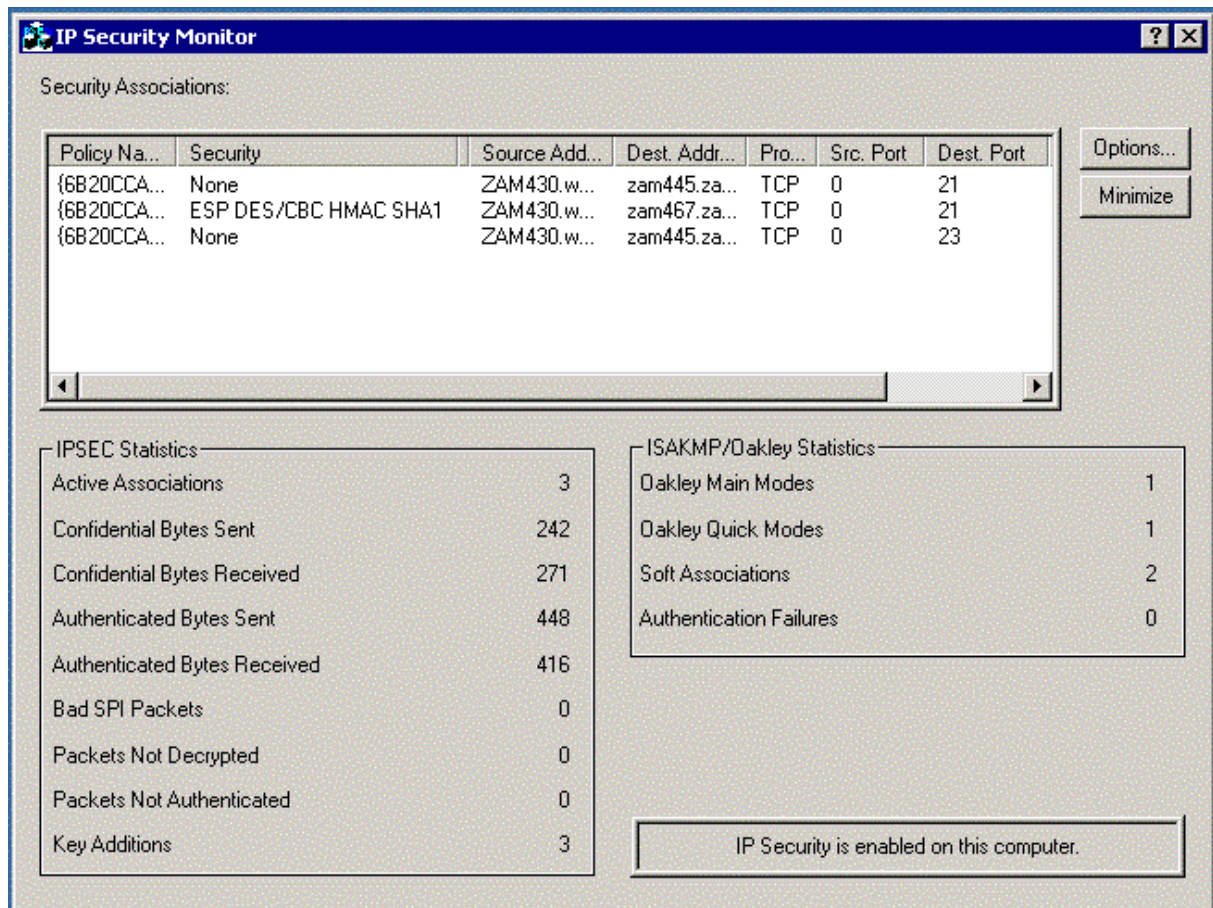 IP Security Monitor
Security Associations:
Policy Na... Security Source Add... Dest. Addr... Pro... Src. Port Dest. Port
{6B20CCA... None ZAM430.w... zam445.za... TCP 0 21
{6B20CCA... ESP DES/CBC HMAC SHA1 ZAM430.w... zam467.za... TCP 0 21
{6B20CCA... None ZAM430.w... zam445.za... TCP 0 23
Options...
Minimize
IPSEC Statistics
Active Associations 3
Confidential Bytes Sent 242
Confidential Bytes Received 271
Authenticated Bytes Sent 448
Authenticated Bytes Received 416
Bad SPI Packets 0
Packets Not Decrypted 0
Packets Not Authenticated 0
Key Additions 3
ISAKMP/Oakley Statistics
Oakley Main Modes 1
Oakley Quick Modes 1
Soft Associations 2
Authentication Failures 0
IP Security is enabled on this computer.